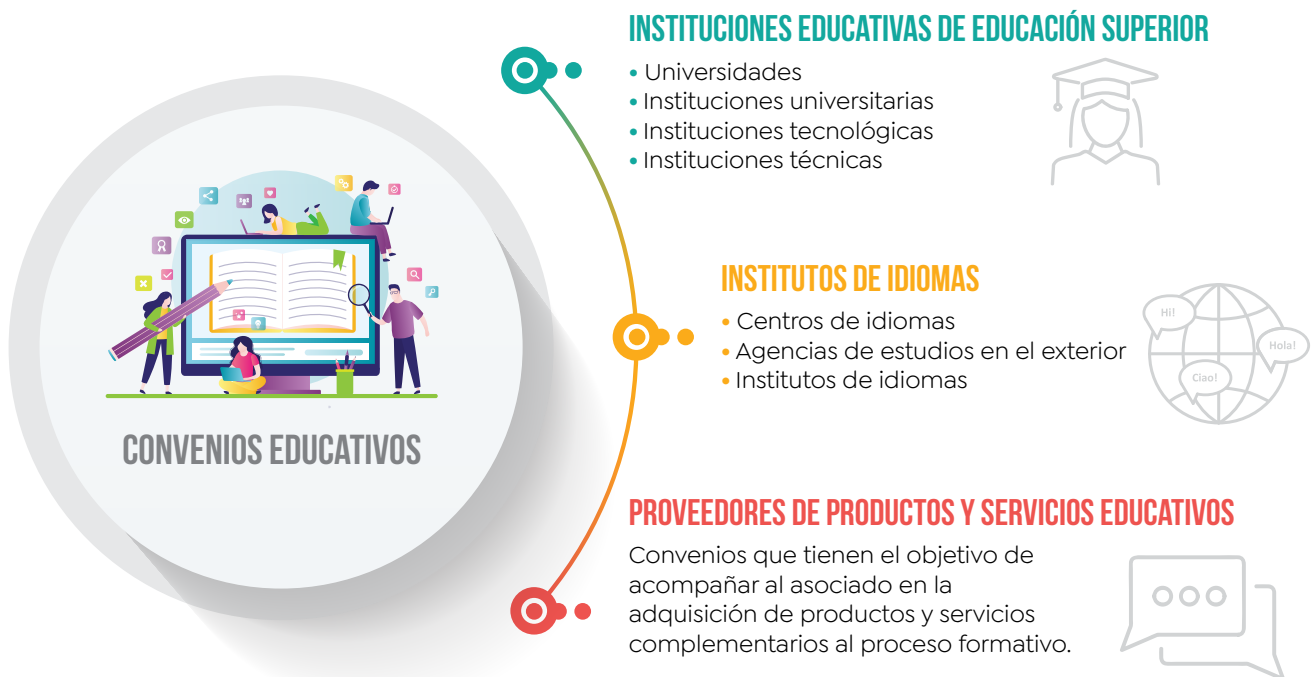 INSTITUCIONES EDUCATIVAS DE EDUCACIÓN SUPERIOR
• Universidades
• Instituciones universitarias
• Instituciones tecnológicas
• Instituciones técnicas
INSTITUTOS DE IDIOMAS
• Centros de idiomas
• Agencias de estudios en el exterior
• Institutos de idiomas
Hi!
Hola!
Ciao!
CONVENIOS EDUCATIVOS
PROVEEDORES DE PRODUCTOS Y SERVICIOS EDUCATIVOS
Convenios que tienen el objetivo de
acompañar al asociado en la
adquisición de productos y servicios
complementarios al proceso formativo.